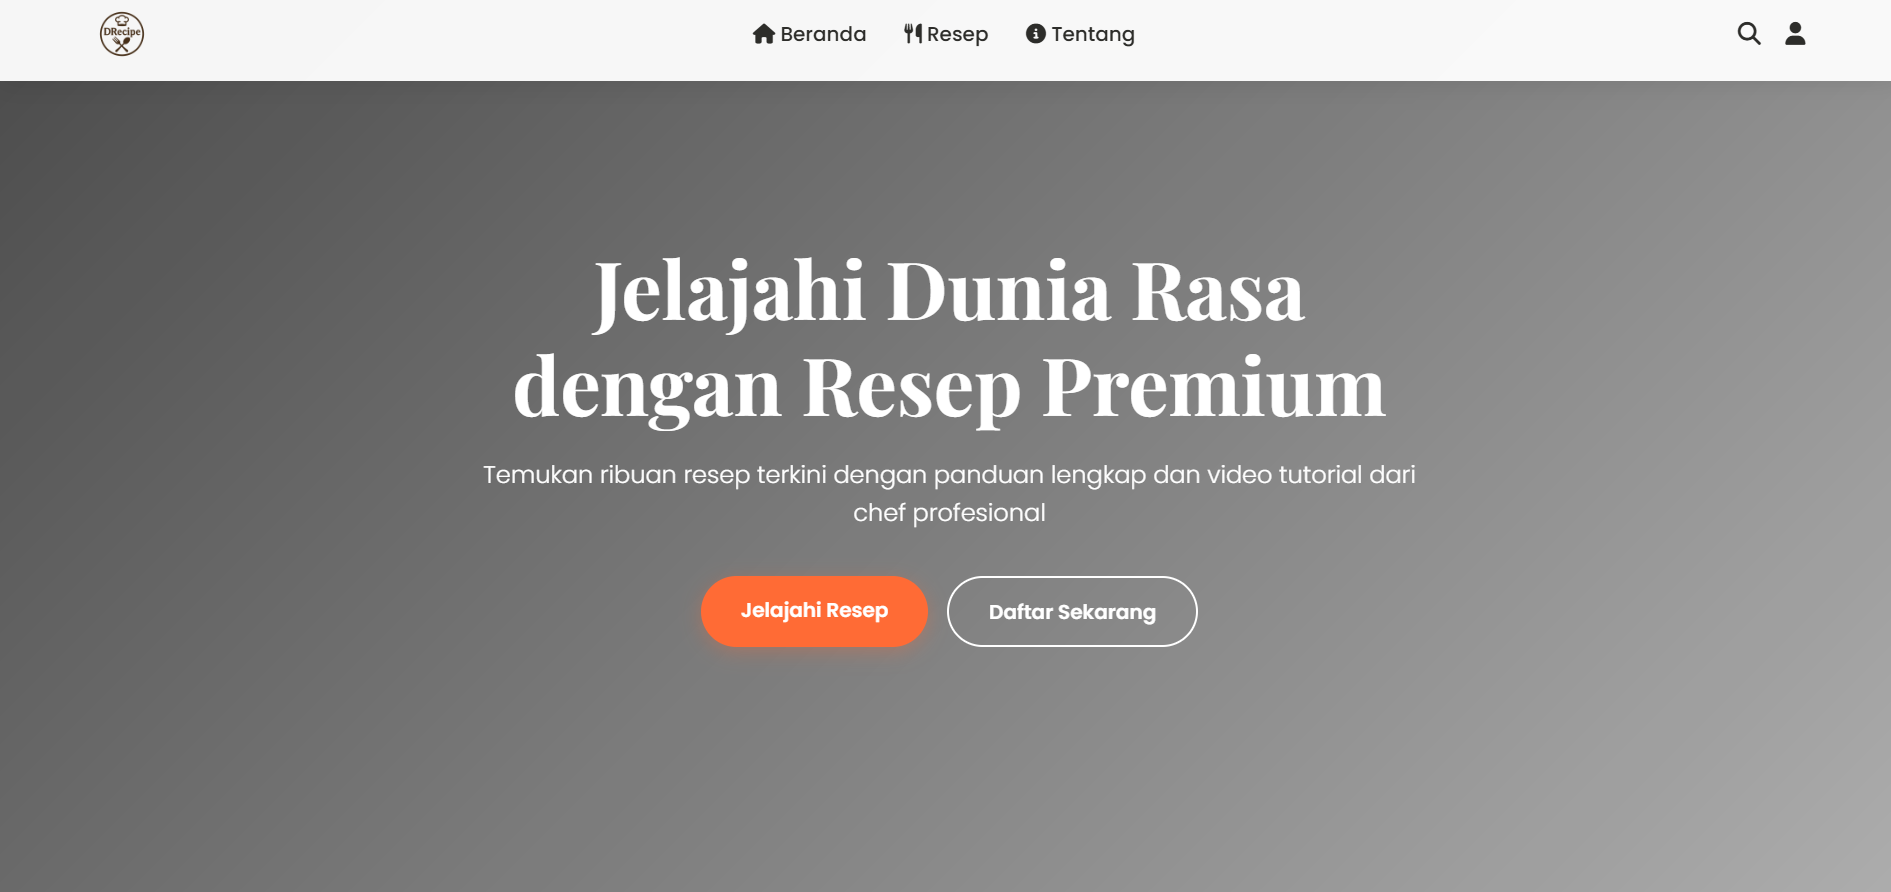 DRecipe
Beranda
Resep
Tentang
Jelajahi Dunia Rasa
dengan Resep Premium
Temukan ribuan resep terkini dengan panduan lengkap dan video tutorial dari
chef profesional
Jelajahi Resep
Daftar Sekarang